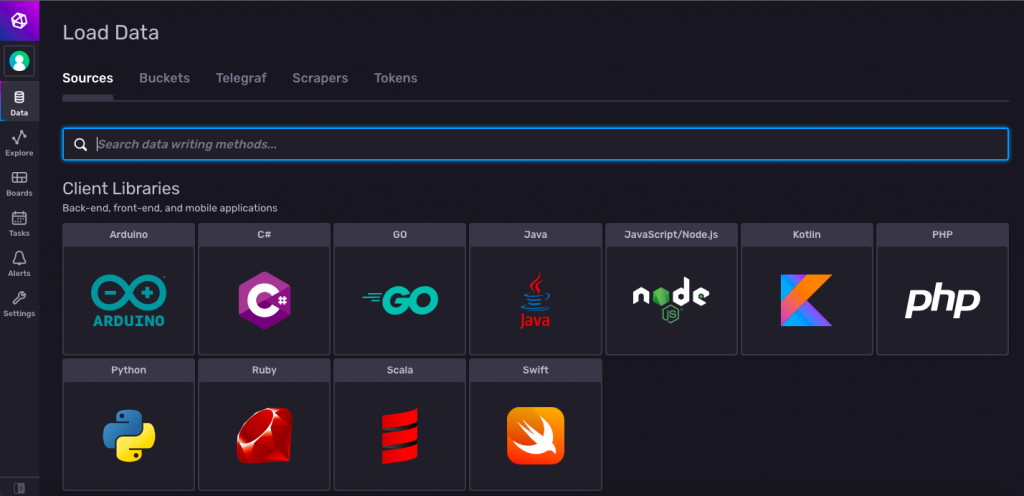 Load Data
Sources Buckets Telegraf Scrapers Tokens
Data
Explore
Boards
Tasks
Alerts
Settings
Search data writing methods...
Client Libraries
Back-end, front-end, and mobile applications
Arduino C# GO Java JavaScript/Node.js Kotlin PHP
ARDUINO C# GO Java node JS php
Python Ruby Scala Swift